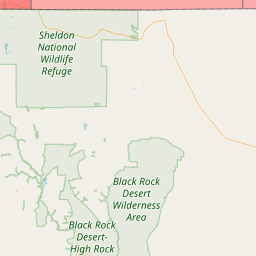 Sheldon
National
Wildlife
Refuge
Black Rock
Desert
Wilderness
Area
Black Rock
Desert-
High Rock